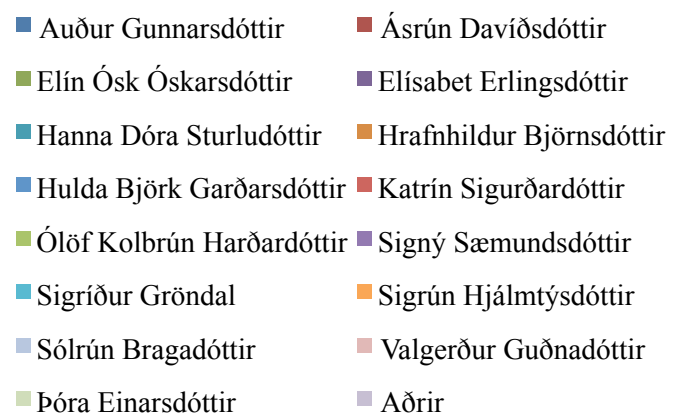 Auður Gunnarsdóttir Ásrún Davíðsdóttir
Elín Ósk Óskarsdóttir Elísabet Erlingsdóttir
Hanna Dóra Sturludóttir Hrafnhildur Björnsdóttir
Hulda Björk Garðarsdóttir Katrín Sigurðardóttir
Ólöf Kolbrún Harðardóttir Signý Sæmundsdóttir
Sigríður Gröndal Sigrún Hjálmtýsdóttir
Sólrún Bragadóttir Valgerður Guðnadóttir
Þóra Einarsdóttir Aðrir